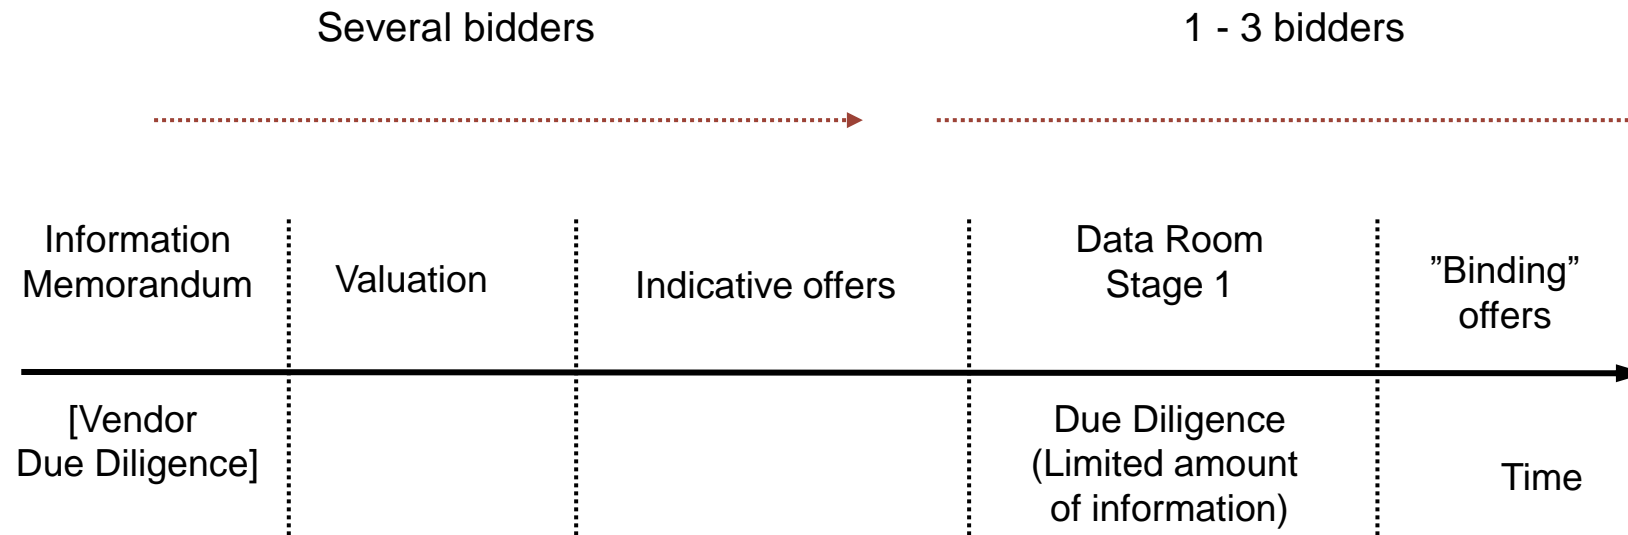 Several bidders
1 - 3 bidders
Information
Memorandum
Valuation
Indicative offers
Data Room
Stage 1
”Binding”
offers
[Vendor
Due Diligence]
Due Diligence
(Limited amount
of information)
Time